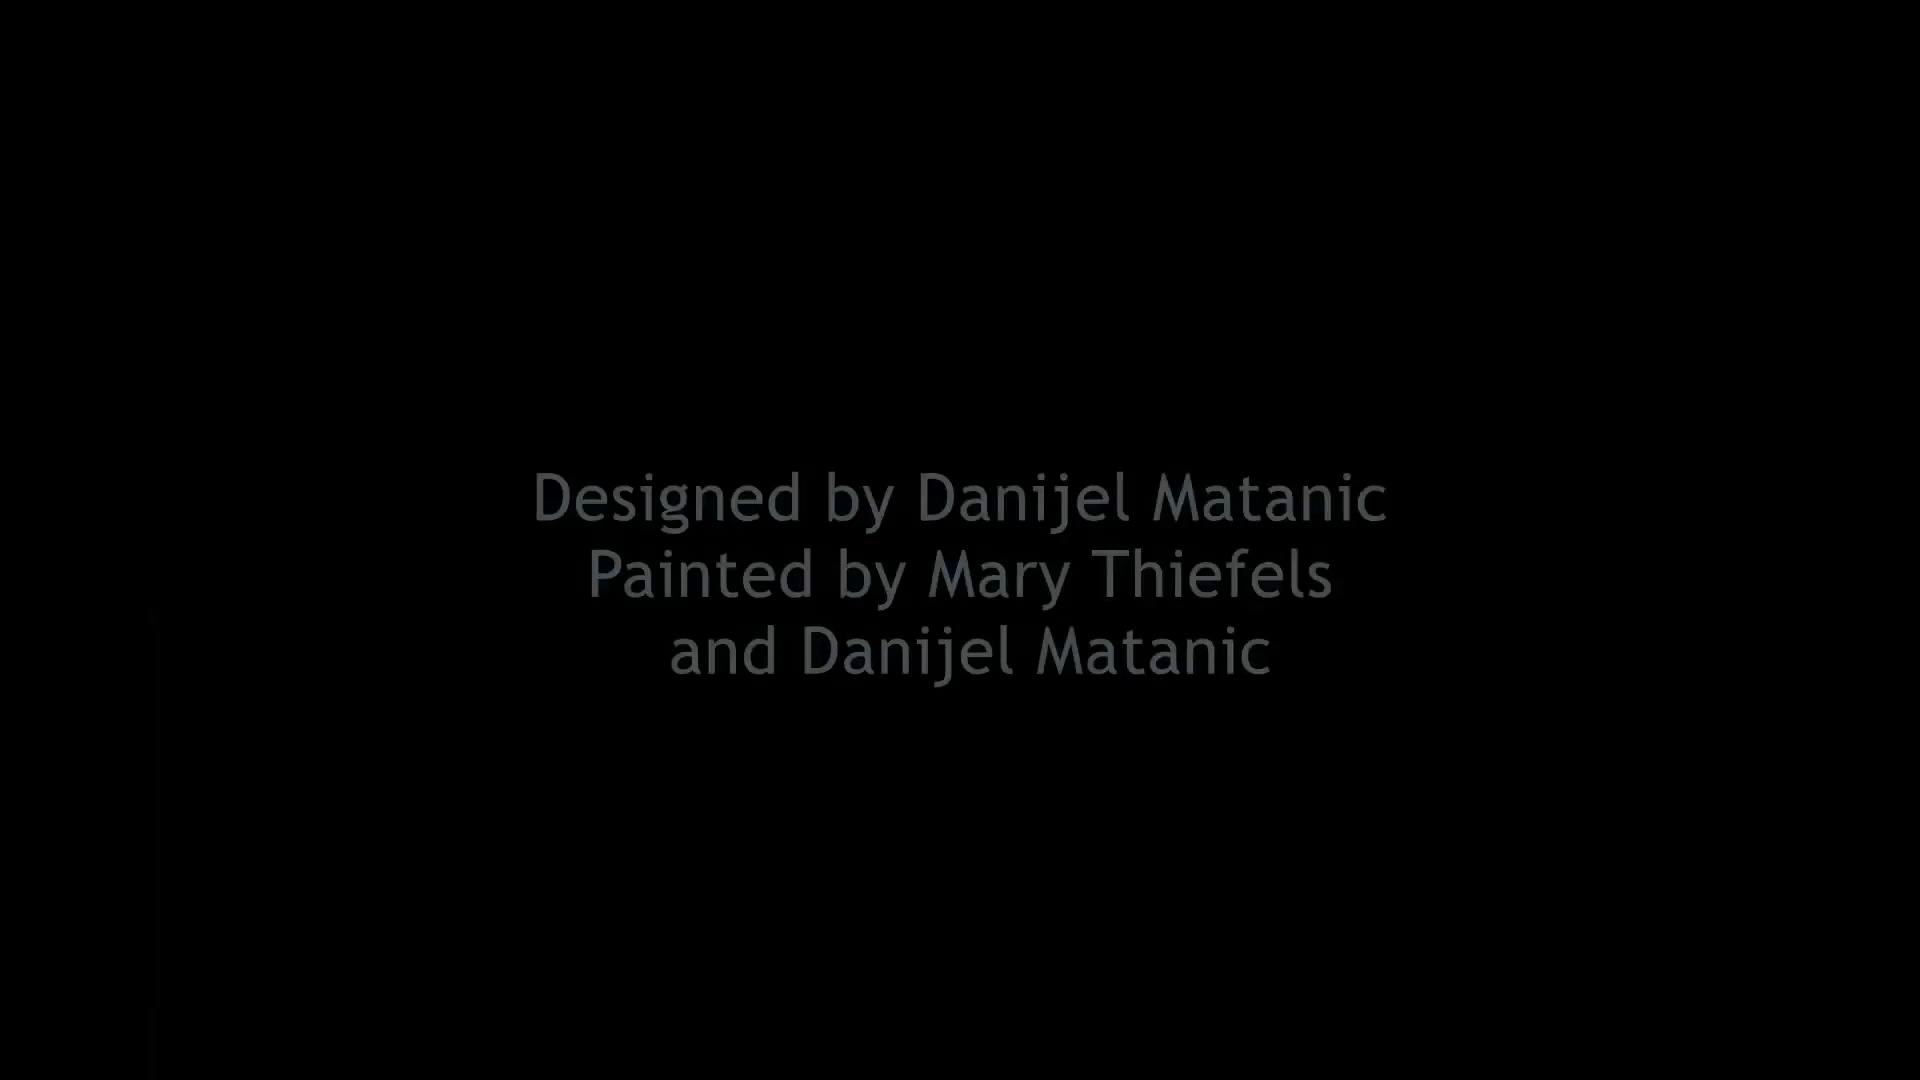 Designed by Danijel Matanic
Painted by Mary Thiefels
and Danijel Matanic